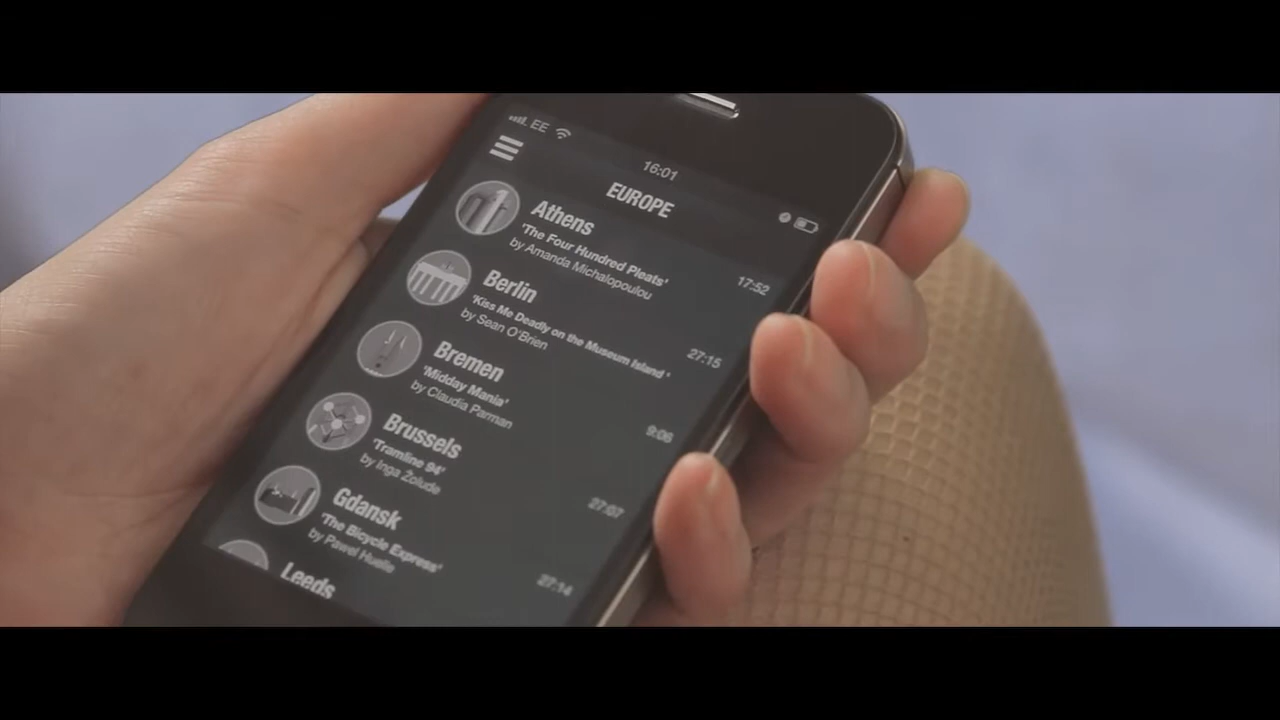 EE
16:01
EUROPE
Athens
'The Four Hundred Pleats'
by Amanda Michalopoulou
17:52
Berlin
'Kiss Me Deadly on the Museum Island'
by Sean O'Brien
27:15
Bremen
'Midday Mania'
by Claudia Parman
9:06
Brussels
'Tramline 94'
by Inga Žolude
27:07
Gdansk
'The Bicycle Express'
by Pawel Huelle
27:14
Leeds